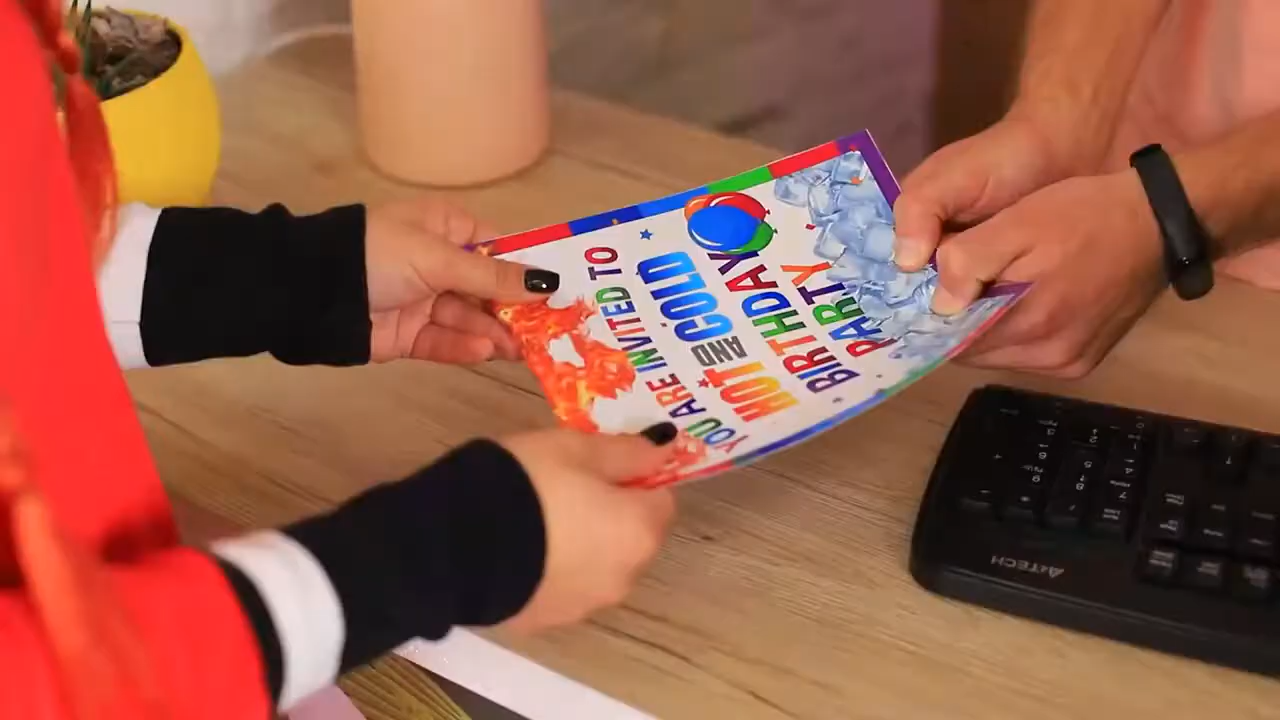 YOU ARE INVITED TO
HOT AND COLD
BIRTHDAY
PARTY
A4TECH